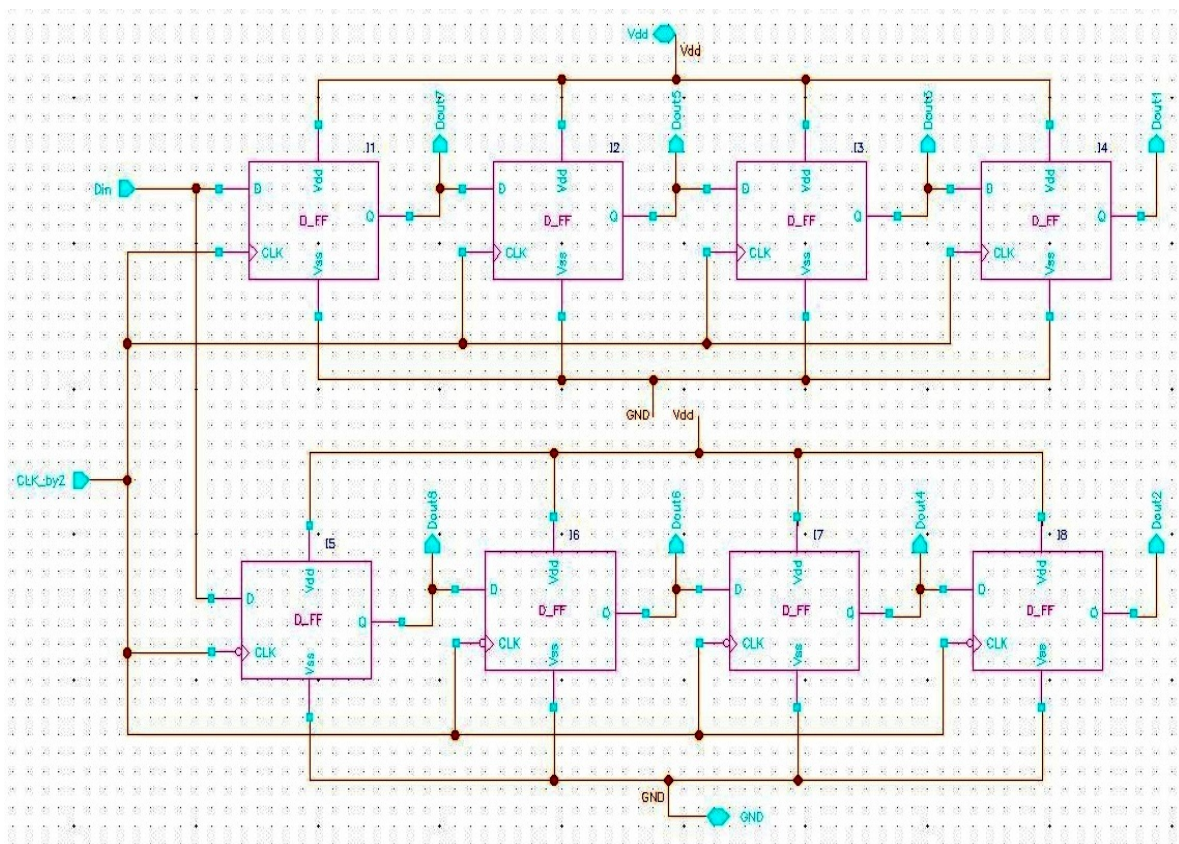 Vdd
Vdd
Dout7
Dout5
Dout1
I1
I2
I3
I4
Din
D
Vdd
D
Vdd
D
Vdd
D
Vdd
D_FF
Q
D_FF
Q
D_FF
Q
D_FF
Q
CLK
Vss
CLK
Vss
CLK
Vss
CLK
Vss
GND
Vdd
CLK_by2
Dout8
Dout6
Dout4
Dout2
I5
I6
I7
I8
D
Vdd
D
Vdd
D
Vdd
D
Vdd
D_FF
Q
D_FF
Q
D_FF
Q
D_FF
Q
CLK
Vss
CLK
Vss
CLK
Vss
CLK
Vss
GND
GND